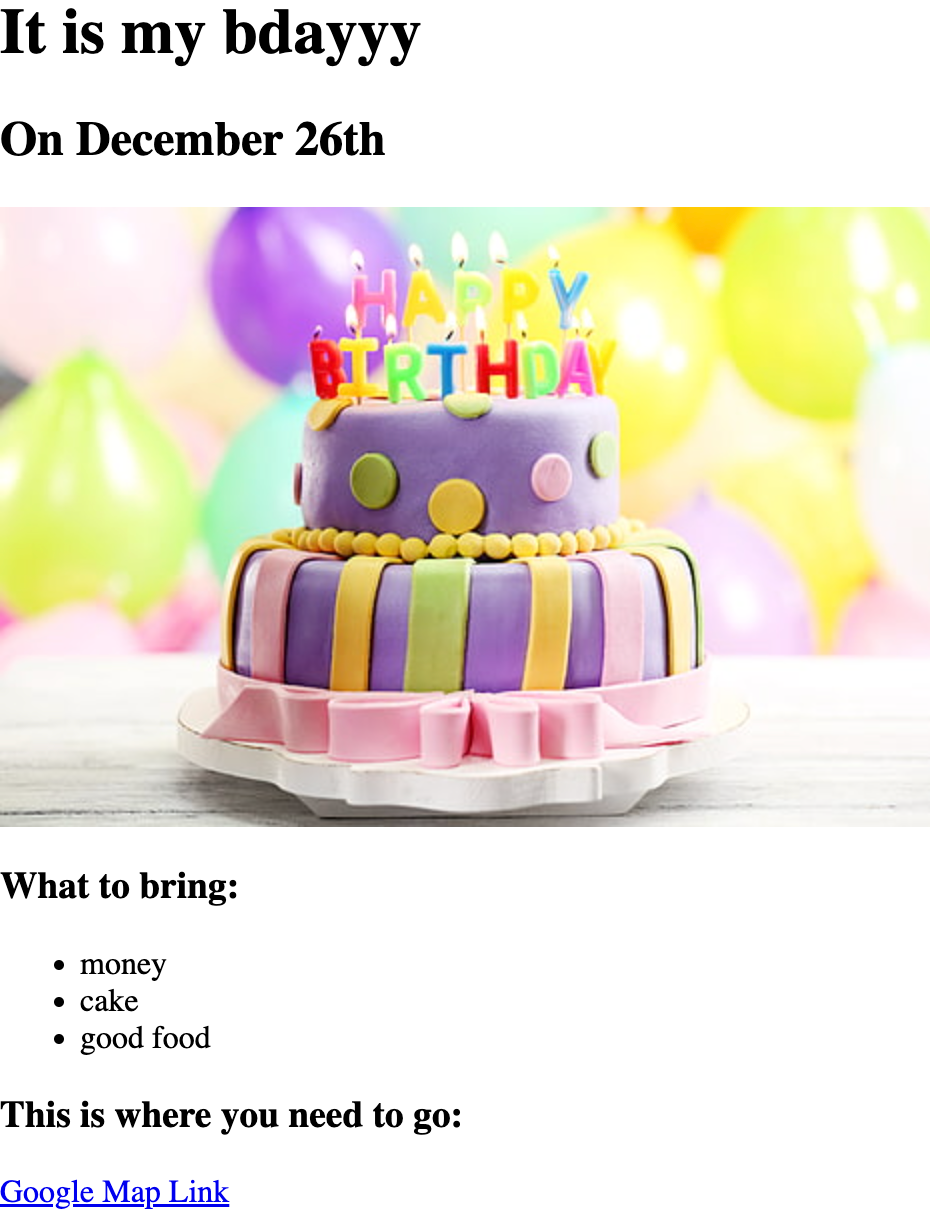 It is my bdayyy
On December 26th
HAPPY
BIRTHDAY
What to bring:
money
cake
good food
This is where you need to go:
Google Map Link